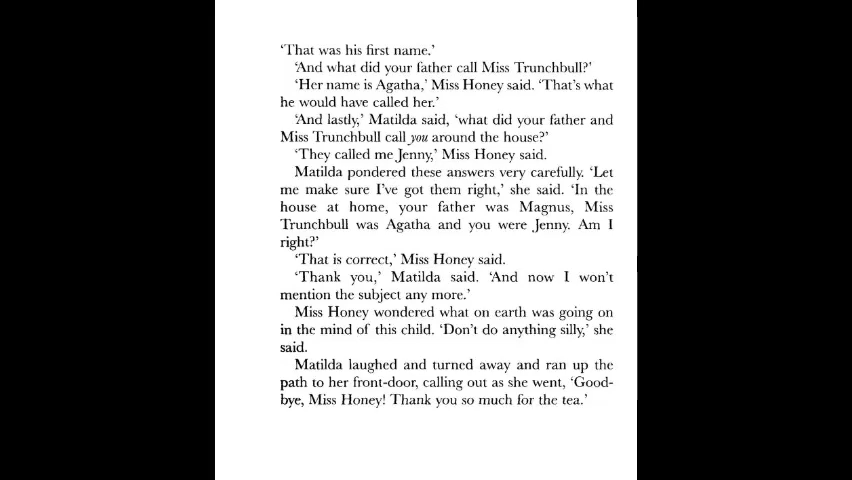 ‘That was his first name.’
‘And what did your father call Miss Trunchbull?’
‘Her name is Agatha,’ Miss Honey said. ‘That’s what
he would have called her.’
‘And lastly,’ Matilda said, ‘what did your father and
Miss Trunchbull call you around the house?’
‘They called me Jenny,’ Miss Honey said.
Matilda pondered these answers very carefully. ‘Let
me make sure I’ve got them right,’ she said. ‘In the
house at home, your father was Magnus, Miss
Trunchbull was Agatha and you were Jenny. Am I
right?’
‘That is correct,’ Miss Honey said.
‘Thank you,’ Matilda said. ‘And now I won’t
mention the subject any more.’
Miss Honey wondered what on earth was going on
in the mind of this child. ‘Don’t do anything silly,’ she
said.
Matilda laughed and turned away and ran up the
path to her front-door, calling out as she went, ‘Good-
bye, Miss Honey! Thank you so much for the tea.’